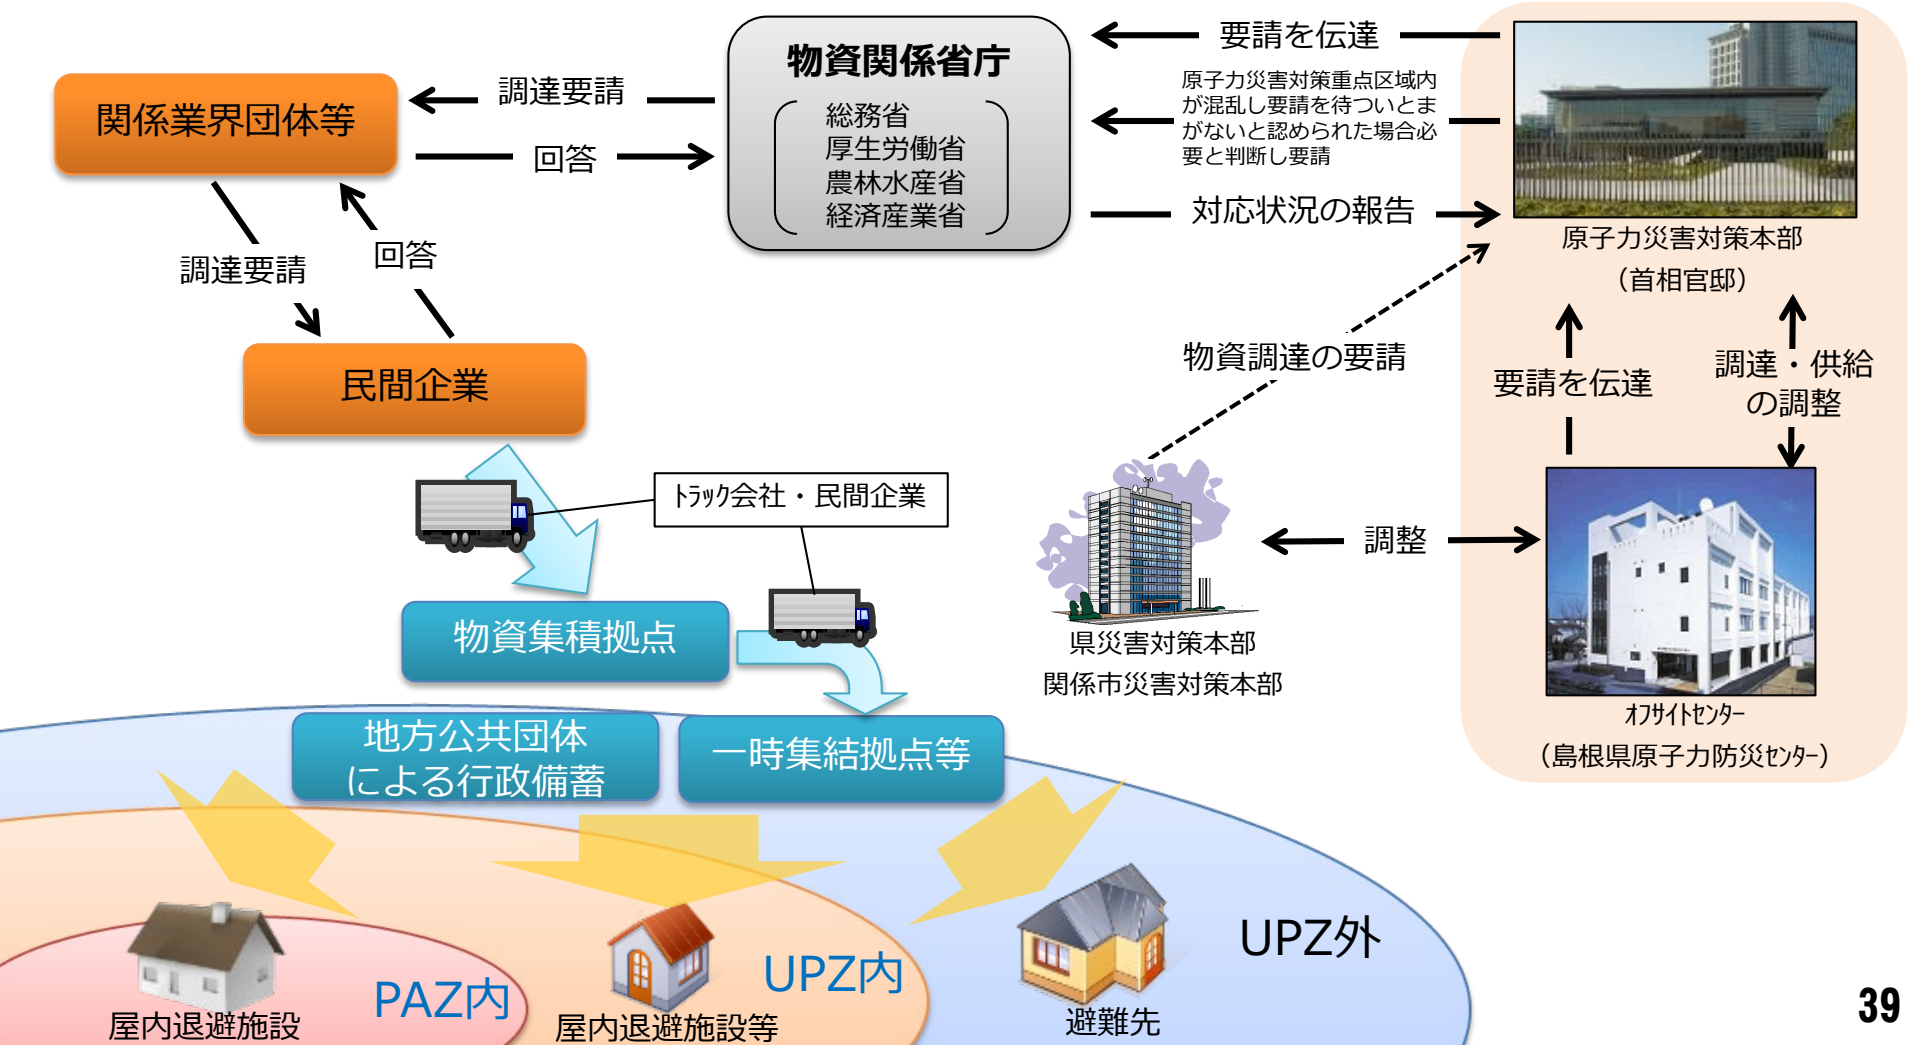 物資関係省庁
総務省
厚生労働省
農林水産省
経済産業省
要請を伝達
原子力災害対策重点区域内
が混乱し要請を待ついとま
がないと認められた場合必
要と判断し要請
対応状況の報告
調達要請
回答
関係業界団体等
調達要請
回答
民間企業
原子力災害対策本部
（首相官邸）
物資調達の要請
要請を伝達
調達・供給
の調整
ﾄﾗｯｸ会社・民間企業
調整
物資集積拠点
県災害対策本部
関係市災害対策本部
ｵﾌｻｲﾄｾﾝﾀｰ
（島根県原子力防災ｾﾝﾀｰ）
地方公共団体
による行政備蓄
一時集結拠点等
UPZ外
UPZ内
PAZ内
屋内退避施設
屋内退避施設等
避難先
39